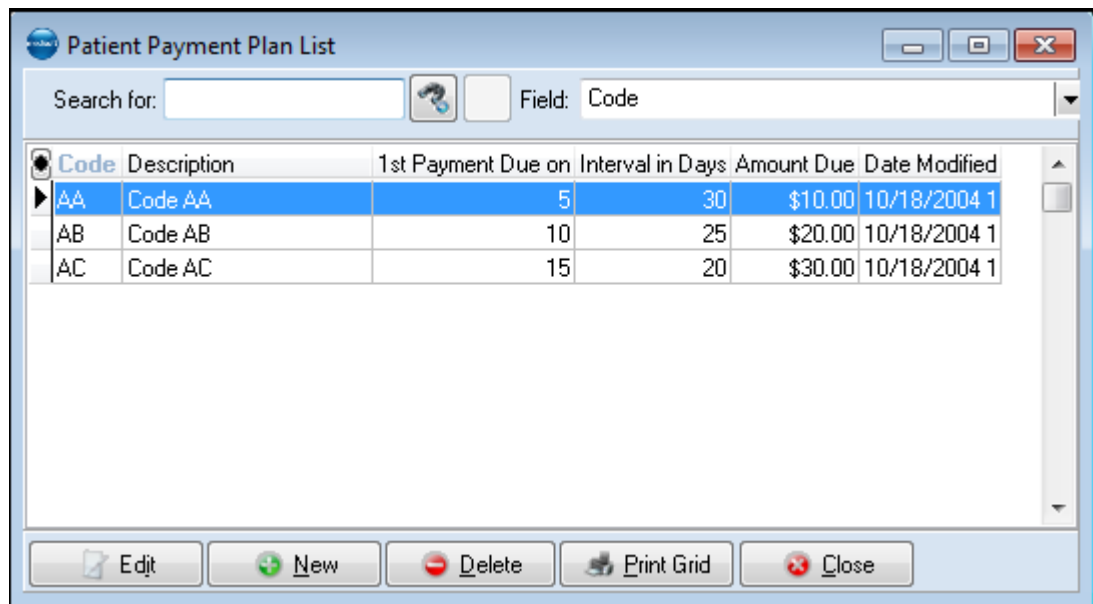 Patient Payment Plan List
Search for: Field: Code
Code Description 1st Payment Due on Interval in Days Amount Due Date Modified
AA Code AA 5 30 $10.00 10/18/2004 1
AB Code AB 10 25 $20.00 10/18/2004 1
AC Code AC 15 20 $30.00 10/18/2004 1
Edit New Delete Print Grid Close